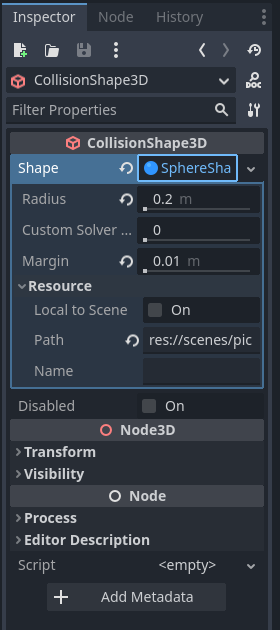 Inspector Node History
CollisionShape3D
DOC
Filter Properties
CollisionShape3D
Shape SphereSha
Radius 0.2 m
Custom Solver ... 0
Margin 0.01 m
Resource
Local to Scene On
Path res://scenes/pic
Name
Disabled On
Node3D
Transform
Visibility
Node
Process
Editor Description
Script <empty>
Add Metadata